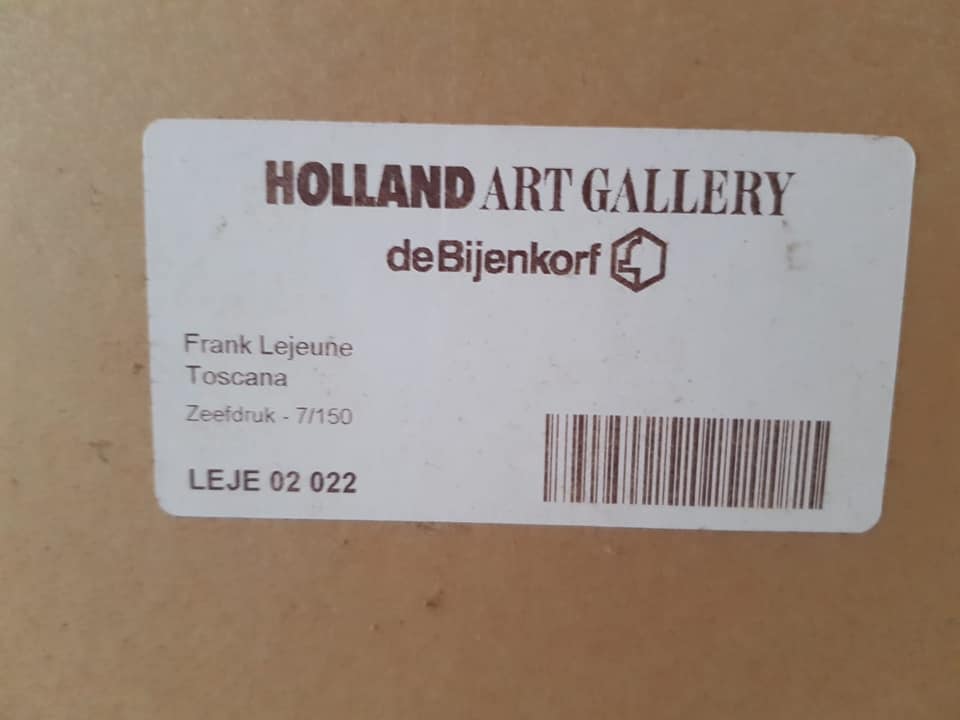 HOLLAND ART GALLERY
deBijenkorf
Frank Lejeune
Toscana
Zeefdruk - 7/150
LEJE 02 022